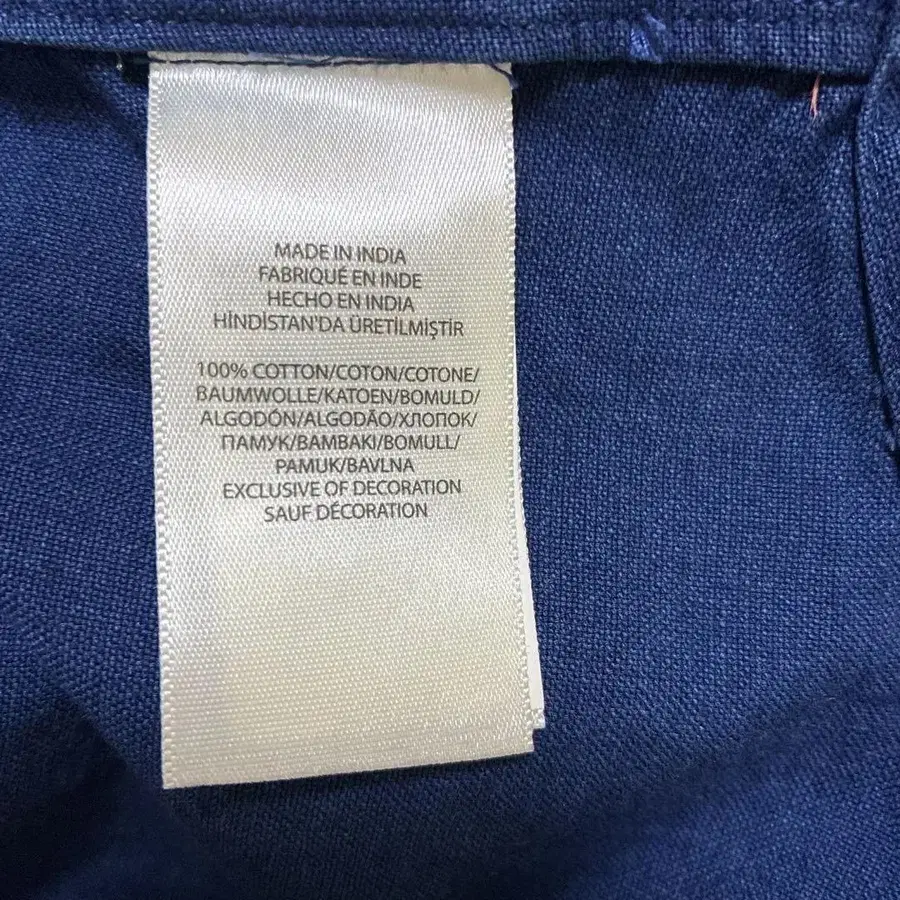 MADE IN INDIA
FABRIQUÉ EN INDE
HECHO EN INDIA
HİNDİSTAN'DA ÜRETİLMİŞTİR
100% COTTON/COTON/COTONE/
BAUMWOLLE/KATOEN/BOMULD/
ALGODÓN/ALGODÃO/ХЛОПОК/
ПАМУК/BAMBAKI/BOMULL/
PAMUK/BAVLNA
EXCLUSIVE OF DECORATION
SAUF DÉCORATION